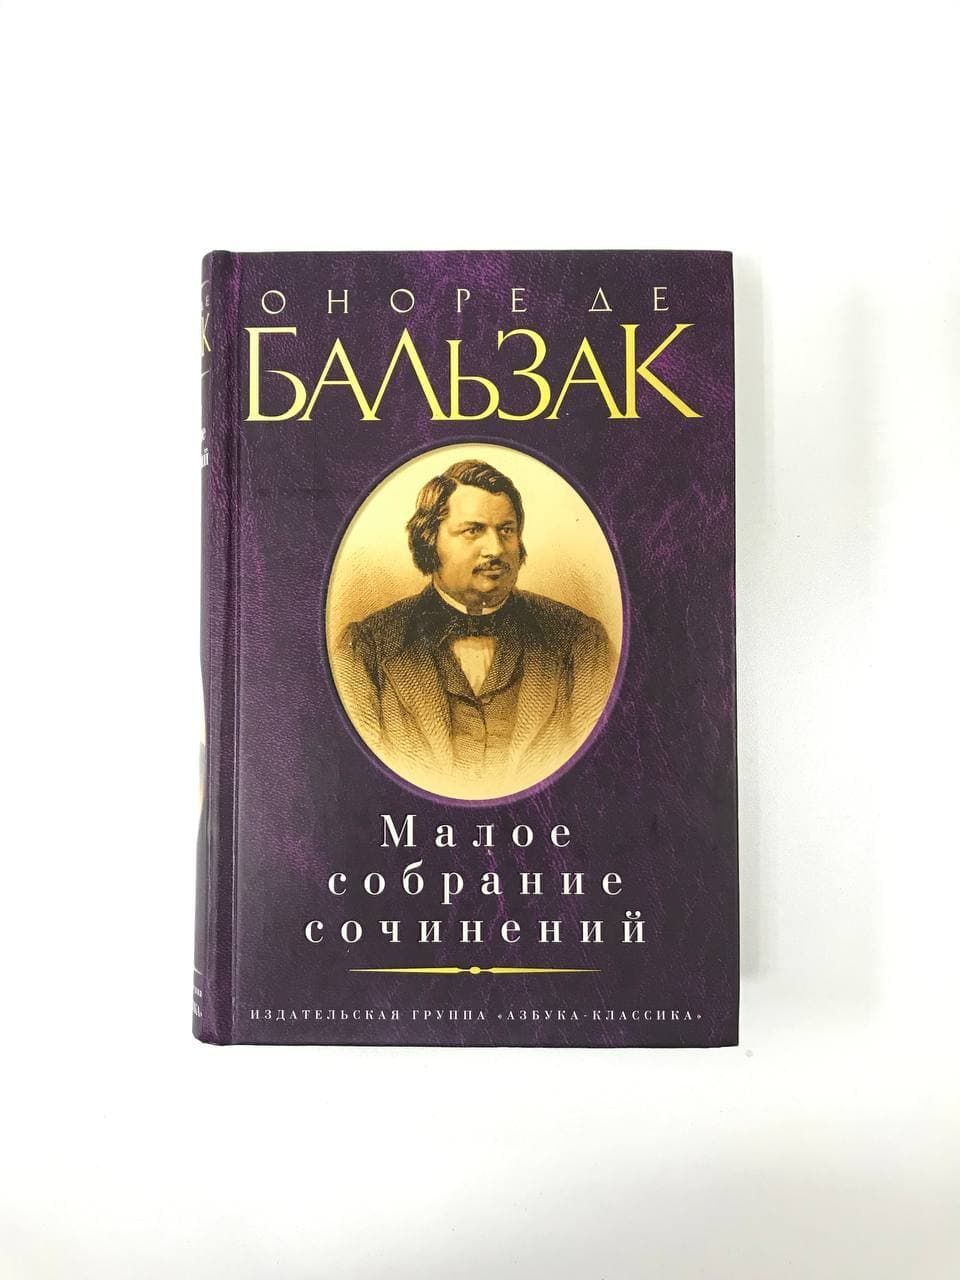 ОНОРЕ ДЕ
БАЛЬЗАК
Малое
собрание
сочинений
ИЗДАТЕЛЬСКАЯ ГРУППА «АЗБУКА-КЛАССИКА»